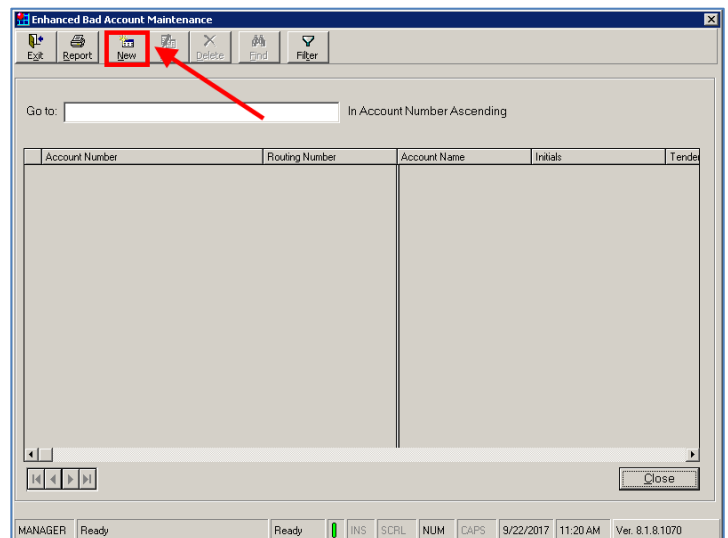 Enhanced Bad Account Maintenance
Exit Report New Delete Find Filter
Go to: In Account Number Ascending
Account Number Routing Number Account Name Initials Tender
Close
MANAGER Ready Ready INS SCRL NUM CAPS 9/22/2017 11:20 AM Ver. 8.1.8.1070